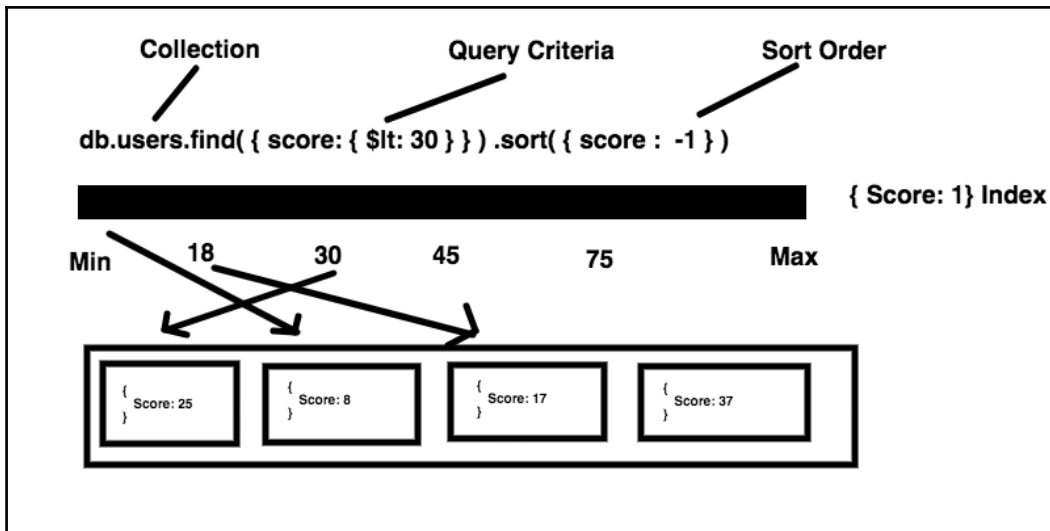 Collection Query Criteria Sort Order
db.users.find( { score: { $lt: 30 } } ) .sort( { score : -1 } )
{ Score: 1} Index
Min 18 30 45 75 Max
{
Score: 25
}
{
Score: 8
}
{
Score: 17
}
{
Score: 37
}